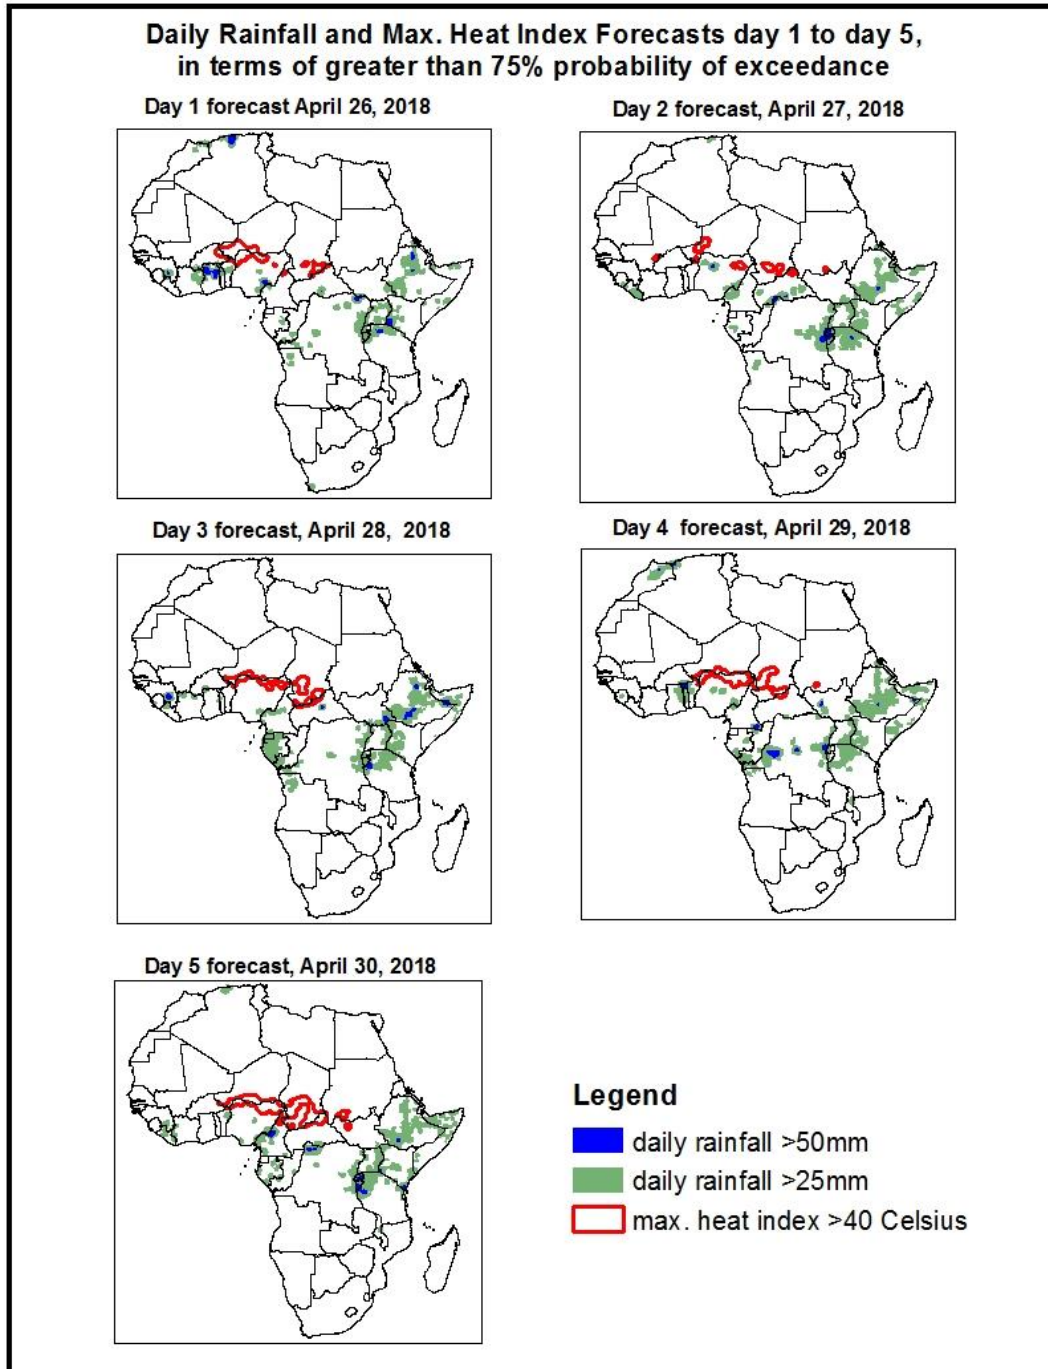 Daily Rainfall and Max. Heat Index Forecasts day 1 to day 5,
in terms of greater than 75% probability of exceedance
Day 1 forecast April 26, 2018
Day 2 forecast, April 27, 2018
Day 3 forecast, April 28, 2018
Day 4 forecast, April 29, 2018
Day 5 forecast, April 30, 2018
Legend
daily rainfall >50mm
daily rainfall >25mm
max. heat index >40 Celsius